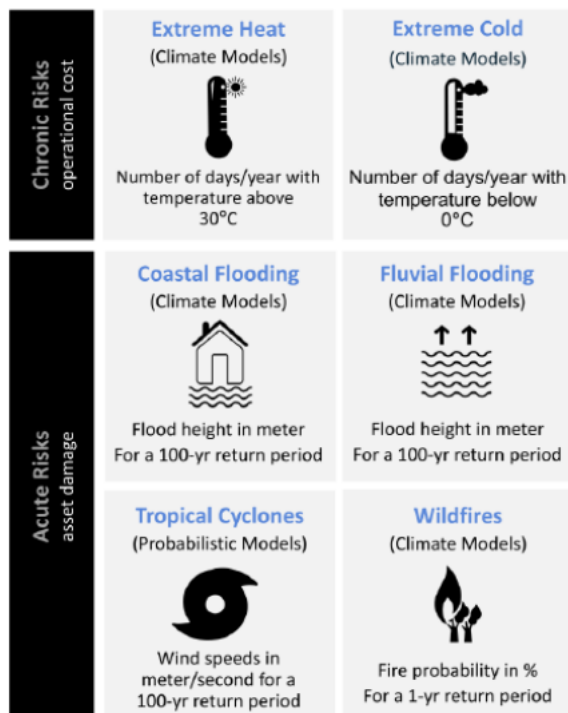 Chronic Risks
operational cost
Extreme Heat
(Climate Models)
Number of days/year with
temperature above
30°C
Extreme Cold
(Climate Models)
Number of days/year with
temperature below
0°C
Acute Risks
asset damage
Coastal Flooding
(Climate Models)
Flood height in meter
For a 100-yr return period
Fluvial Flooding
(Climate Models)
Flood height in meter
For a 100-yr return period
Tropical Cyclones
(Probabilistic Models)
Wind speeds in
meter/second for a
100-yr return period
Wildfires
(Climate Models)
Fire probability in %
For a 1-yr return period